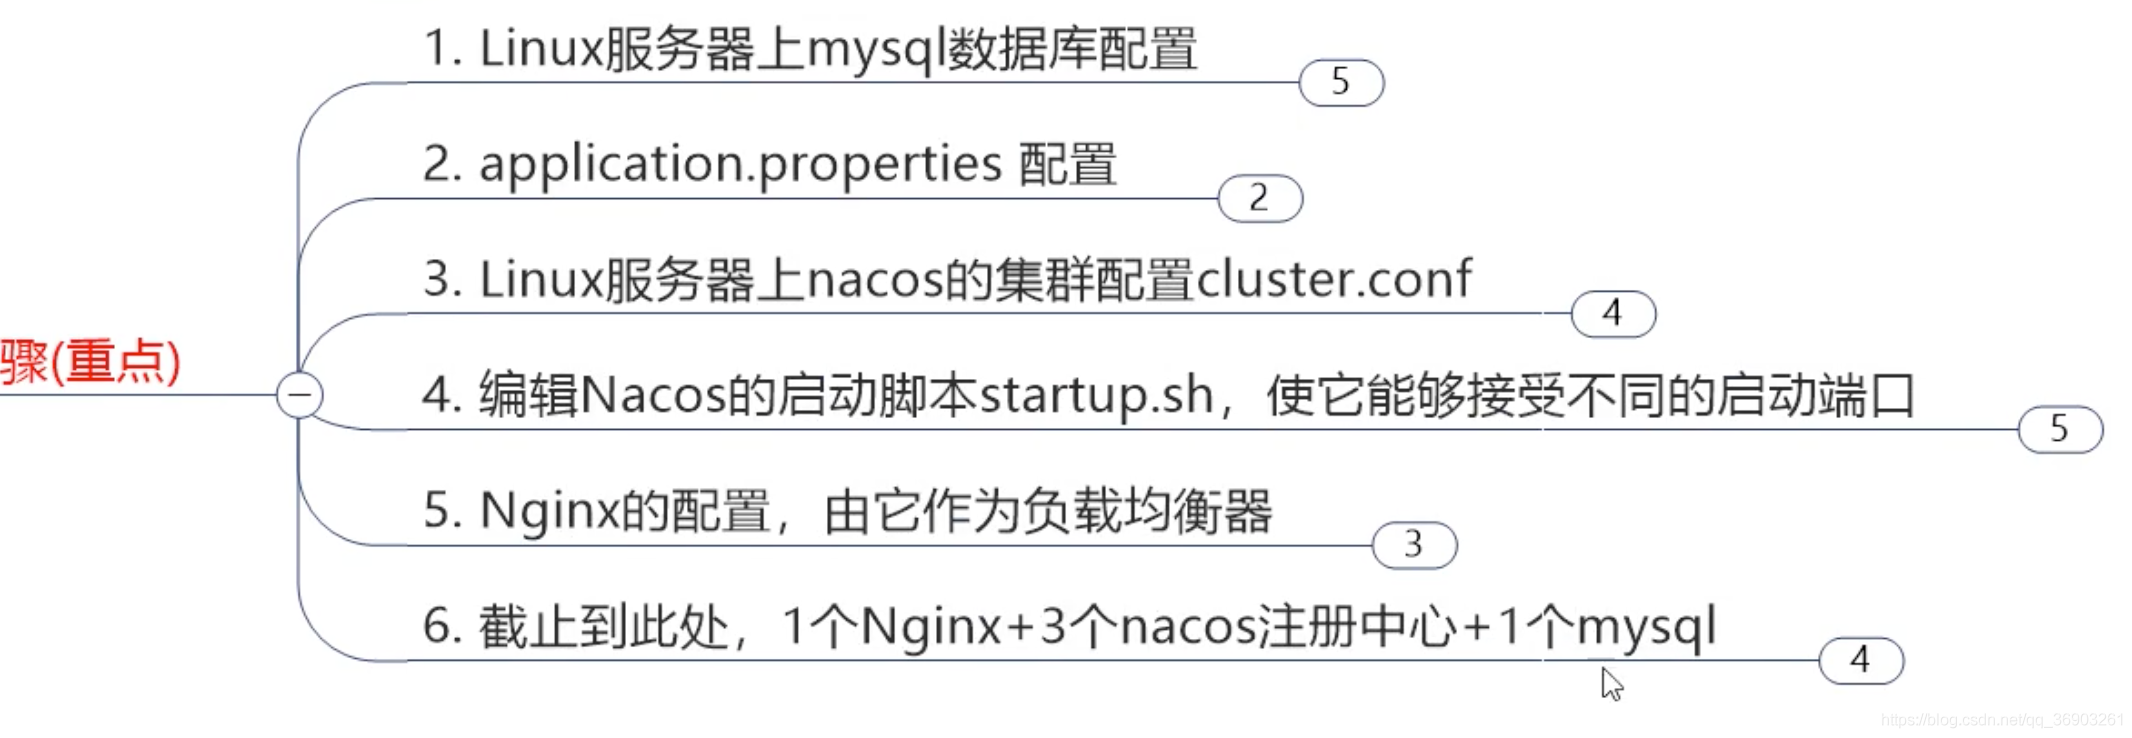 1. Linux服务器上mysql数据库配置
5
2. application.properties 配置
2
3. Linux服务器上nacos的集群配置cluster.conf
4
骤(重点)
4. 编辑Nacos的启动脚本startup.sh，使它能够接受不同的启动端口
5
5. Nginx的配置，由它作为负载均衡器
3
6. 截止到此处，1个Nginx+3个nacos注册中心+1个mysql
4
https://blog.csdn.net/qq_36903261